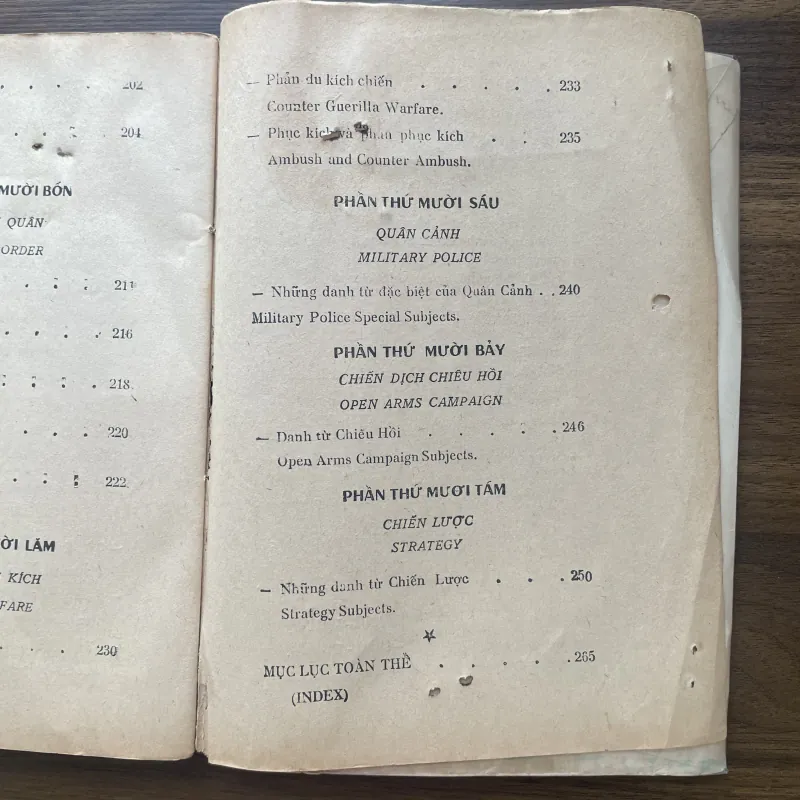 202
204
MƯỜI BỐN
QUÂN
ORDER
211
216
218
220
222
ỜI LĂM
KÍCH
FARE
230
— Phản du kích chiến . . . . . 233
Counter Guerilla Warfare.
— Phục kích và phản phục kích . . 235
Ambush and Counter Ambush.
PHẦN THỨ MƯỜI SÁU
QUÂN CẢNH
MILITARY POLICE
— Những danh từ đặc biệt của Quân Cảnh . . 240
Military Police Special Subjects.
PHẦN THỨ MƯỜI BẢY
CHIẾN DỊCH CHIÊU HỒI
OPEN ARMS CAMPAIGN
— Danh từ Chiêu Hồi . . . . . 246
Open Arms Campaign Subjects.
PHẦN THỨ MƯƠI TÁM
CHIẾN LƯỢC
STRATEGY
— Những danh từ Chiến Lược . . . 250
Strategy Subjects.
MỤC LỤC TOÀN THỂ . . . . . 265
(INDEX)